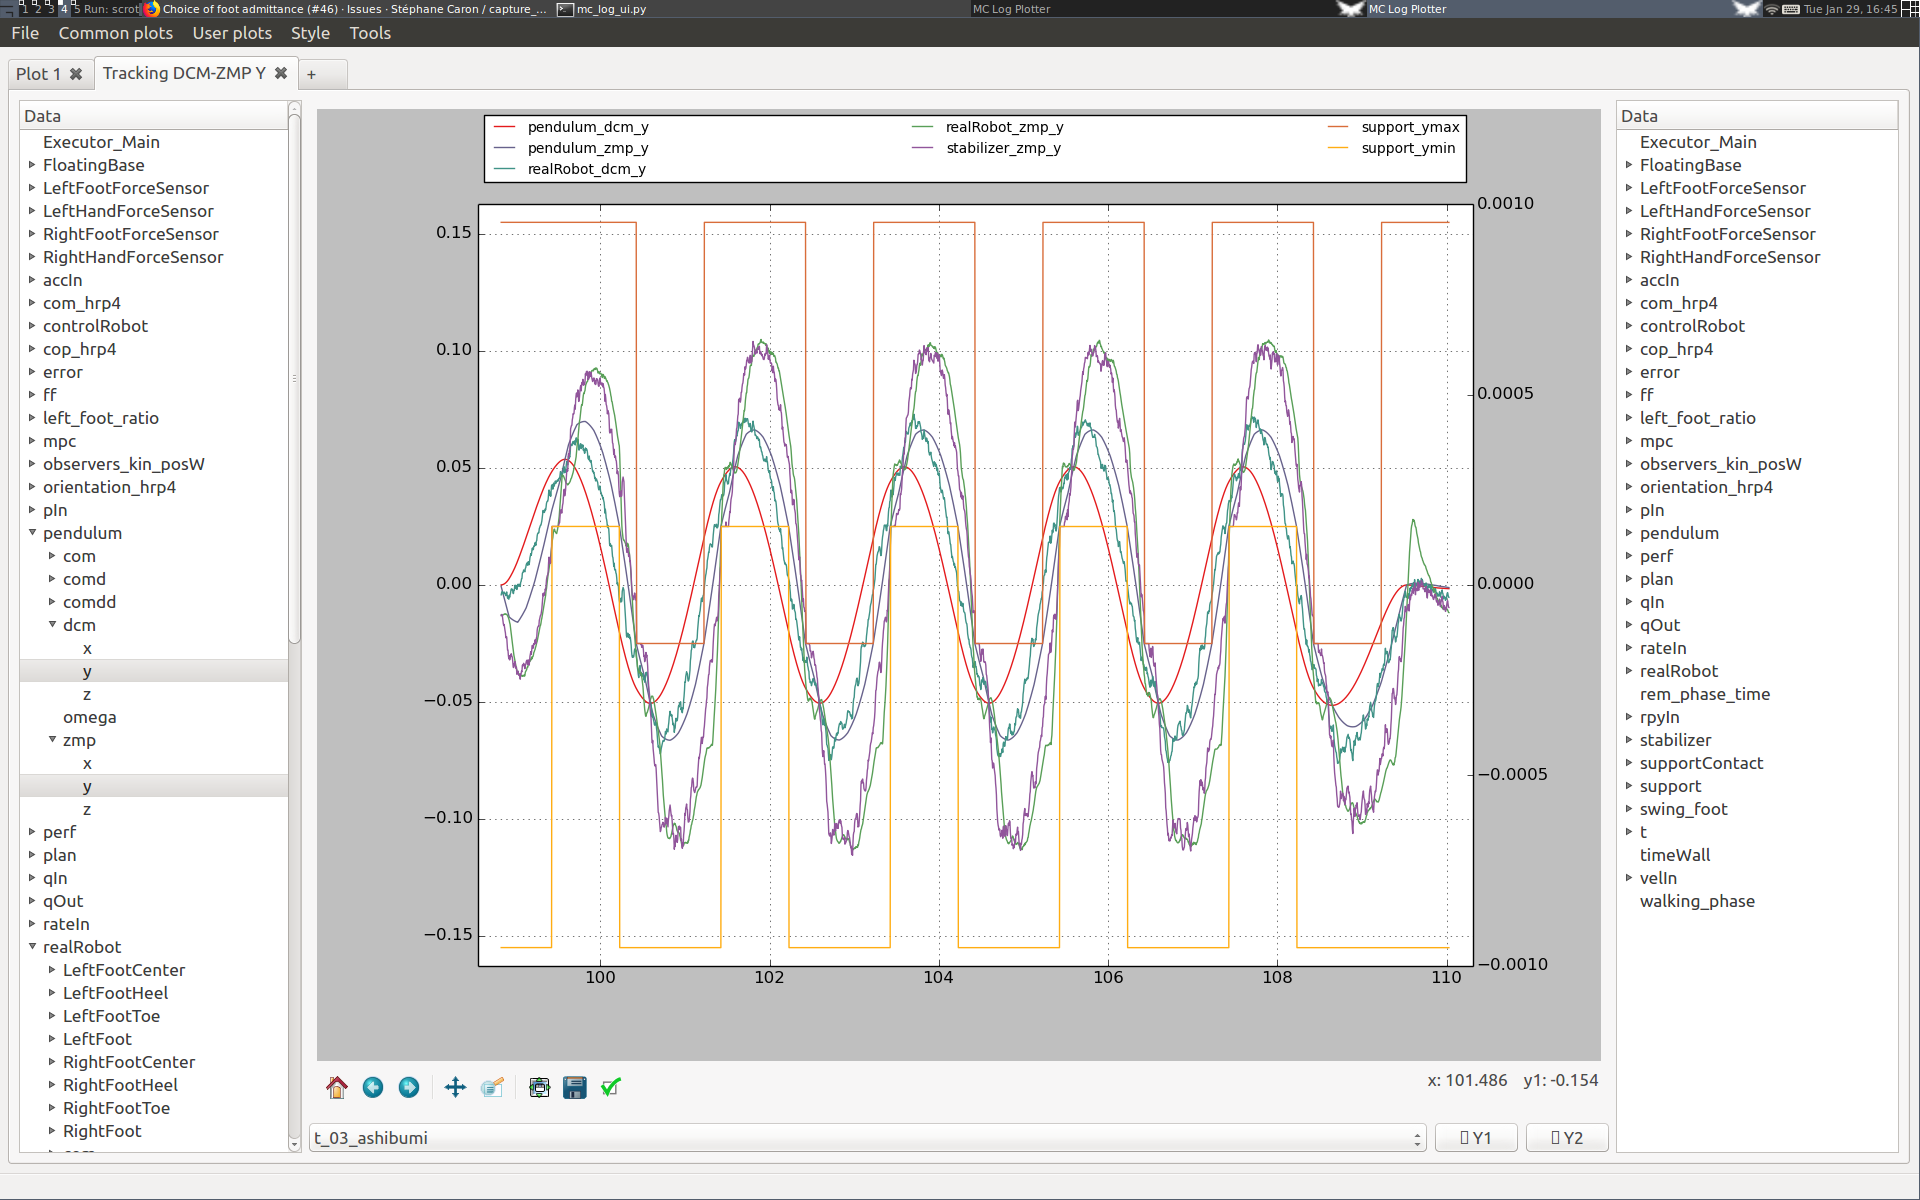 1 2 3 4 5 Run: scrot Choice of foot admittance (#46) · Issues · Stéphane Caron / capture_... mc_log_ui.py MC Log Plotter MC Log Plotter Tue Jan 29, 16:45
File Common plots User plots Style Tools
Plot 1 Tracking DCM-ZMP Y +
Data
Executor_Main
FloatingBase
LeftFootForceSensor
LeftHandForceSensor
RightFootForceSensor
RightHandForceSensor
accIn
com_hrp4
controlRobot
cop_hrp4
error
ff
left_foot_ratio
mpc
observers_kin_posW
orientation_hrp4
pIn
pendulum
com
comd
comdd
dcm
x
y
z
omega
zmp
x
y
z
perf
plan
qIn
qOut
rateIn
realRobot
LeftFootCenter
LeftFootHeel
LeftFootToe
LeftFoot
RightFootCenter
RightFootHeel
RightFootToe
RightFoot
pendulum_dcm_y realRobot_zmp_y support_ymax
pendulum_zmp_y stabilizer_zmp_y support_ymin
realRobot_dcm_y
0.15
0.10
0.05
0.00
−0.05
−0.10
−0.15
0.0010
0.0005
0.0000
−0.0005
−0.0010
100 102 104 106 108 110
x: 101.486 y1: -0.154
t_03_ashibumi
Y1 Y2
Data
Executor_Main
FloatingBase
LeftFootForceSensor
LeftHandForceSensor
RightFootForceSensor
RightHandForceSensor
accIn
com_hrp4
controlRobot
cop_hrp4
error
ff
left_foot_ratio
mpc
observers_kin_posW
orientation_hrp4
pIn
pendulum
perf
plan
qIn
qOut
rateIn
realRobot
rem_phase_time
rpyIn
stabilizer
supportContact
support
swing_foot
t
timeWall
velIn
walking_phase